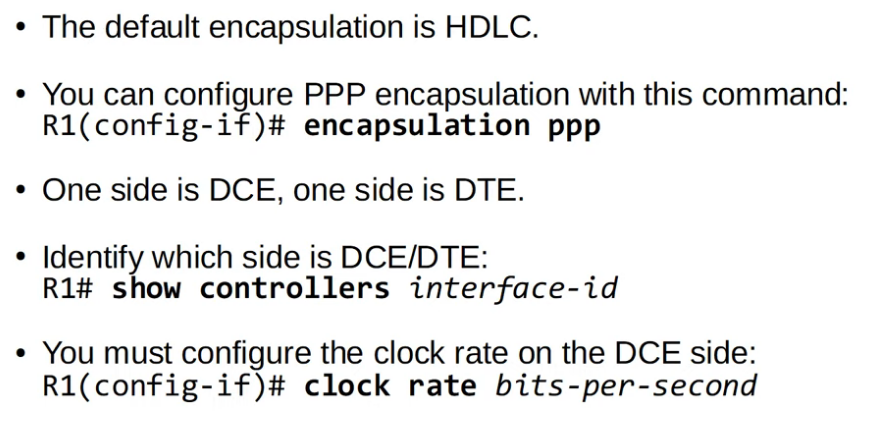 • The default encapsulation is HDLC.
• You can configure PPP encapsulation with this command:
R1(config-if)# encapsulation ppp
• One side is DCE, one side is DTE.
• Identify which side is DCE/DTE:
R1# show controllers interface-id
• You must configure the clock rate on the DCE side:
R1(config-if)# clock rate bits-per-second